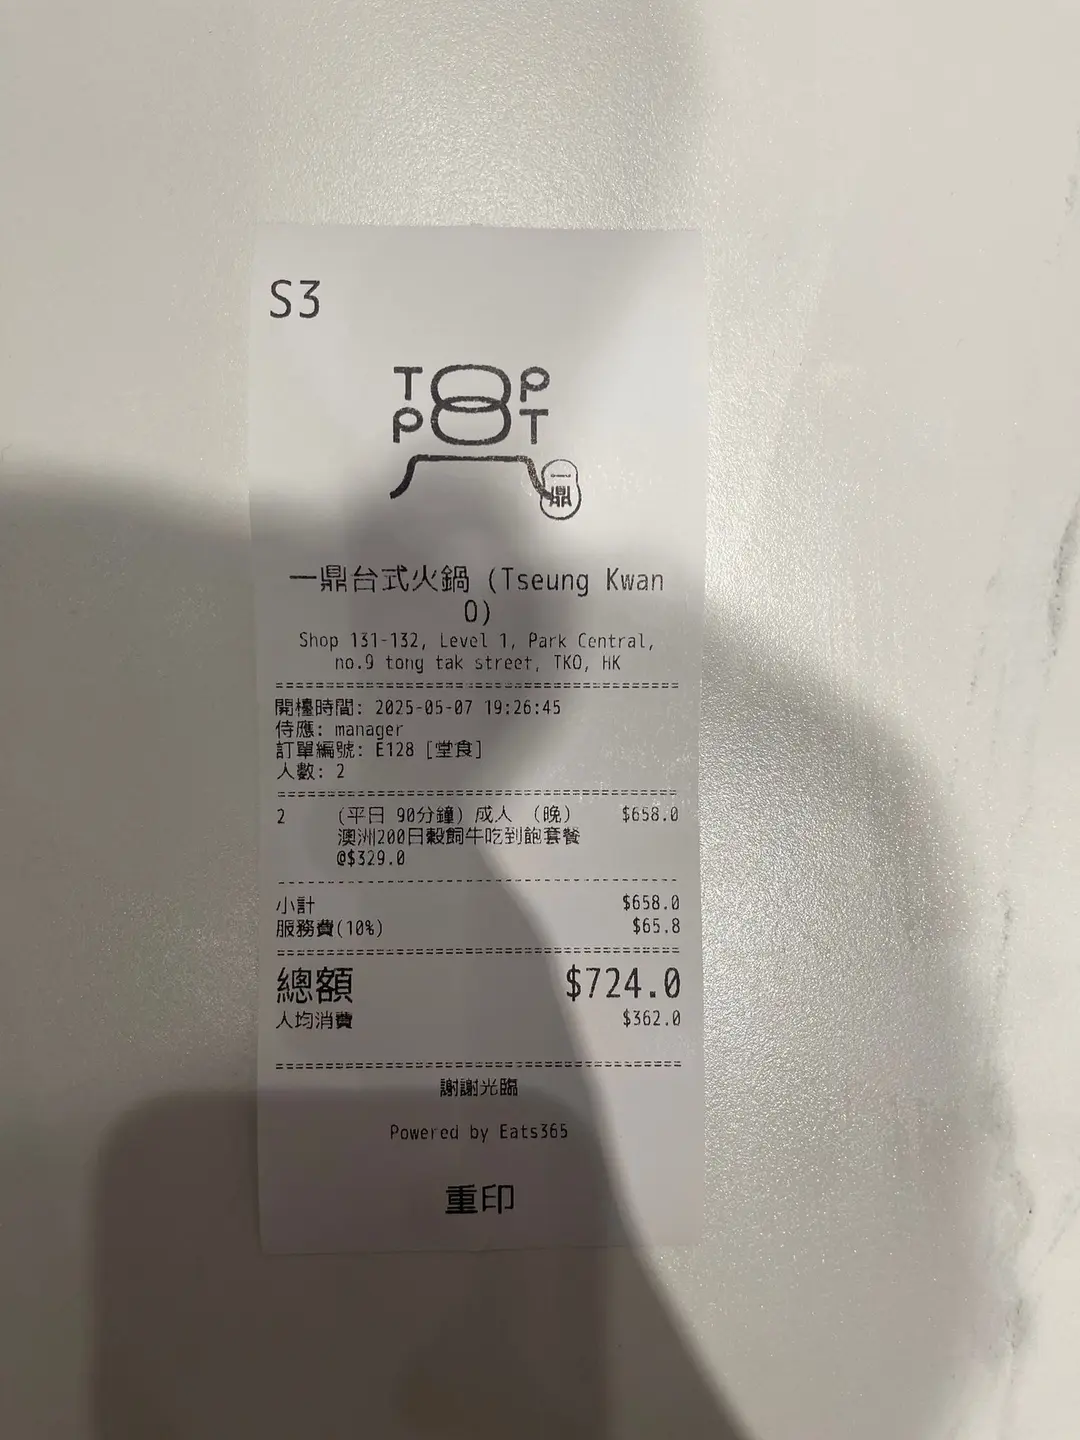 S3
TOP
POT
一鼎
一鼎台式火鍋 (Tseung Kwan
O)
Shop 131-132, Level 1, Park Central,
no.9 tong tak street, TKO, HK
開檯時間: 2025-05-07 19:26:45
侍應: manager
訂單編號: E128 [堂食]
人數: 2
2 (平日 90分鐘) 成人 (晚) $658.0
澳洲200日穀飼牛吃到飽套餐
@$329.0
小計 $658.0
服務費(10%) $65.8
總額 $724.0
人均消費 $362.0
謝謝光臨
Powered by Eats365
重印